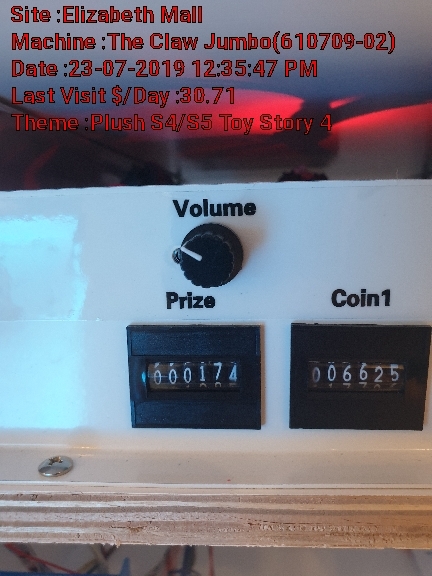 Site :Elizabeth Mall
Machine :The Claw Jumbo(610709-02)
Date :23-07-2019 12:35:47 PM
Last Visit $/Day :30.71
Theme :Plush S4/S5 Toy Story 4
Volume
Prize
Coin1
000174
006625